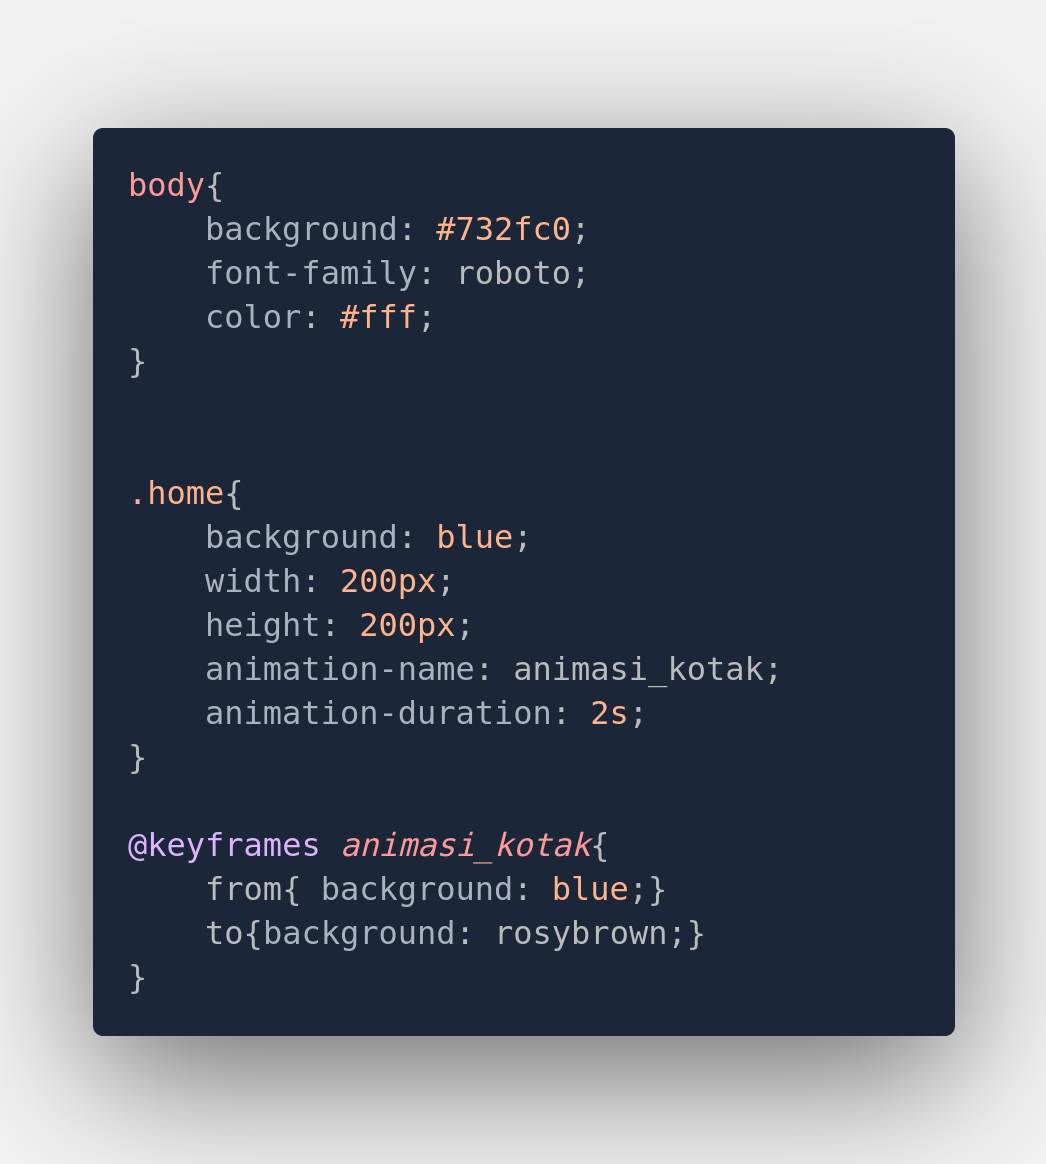 body{
    background: #732fc0;
    font-family: roboto;
    color: #fff;
}
.home{
    background: blue;
    width: 200px;
    height: 200px;
    animation-name: animasi_kotak;
    animation-duration: 2s;
}
@keyframes animasi_kotak{
    from{ background: blue;}
    to{background: rosybrown;}
}